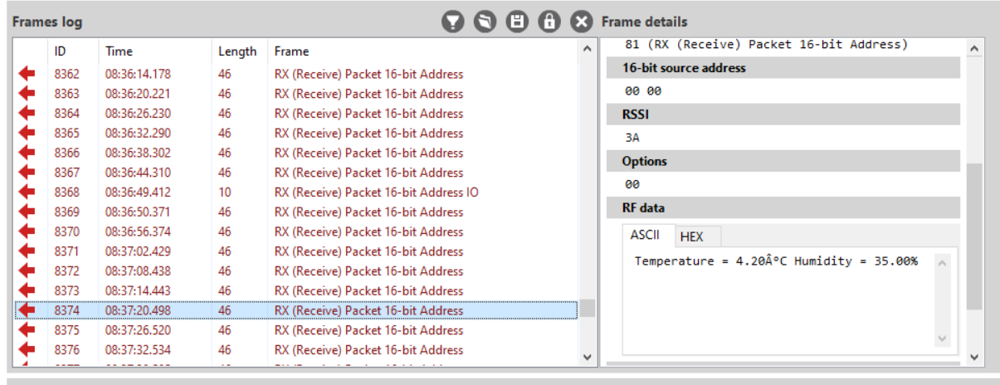 Frames log
ID Time Length Frame
8362 08:36:14.178 46 RX (Receive) Packet 16-bit Address
8363 08:36:20.221 46 RX (Receive) Packet 16-bit Address
8364 08:36:26.230 46 RX (Receive) Packet 16-bit Address
8365 08:36:32.290 46 RX (Receive) Packet 16-bit Address
8366 08:36:38.302 46 RX (Receive) Packet 16-bit Address
8367 08:36:44.310 46 RX (Receive) Packet 16-bit Address
8368 08:36:49.412 10 RX (Receive) Packet 16-bit Address IO
8369 08:36:50.371 46 RX (Receive) Packet 16-bit Address
8370 08:36:56.374 46 RX (Receive) Packet 16-bit Address
8371 08:37:02.429 46 RX (Receive) Packet 16-bit Address
8372 08:37:08.438 46 RX (Receive) Packet 16-bit Address
8373 08:37:14.443 46 RX (Receive) Packet 16-bit Address
8374 08:37:20.498 46 RX (Receive) Packet 16-bit Address
8375 08:37:26.520 46 RX (Receive) Packet 16-bit Address
8376 08:37:32.534 46 RX (Receive) Packet 16-bit Address
Frame details
81 (RX (Receive) Packet 16-bit Address)
16-bit source address
00 00
RSSI
3A
Options
00
RF data
ASCII HEX
Temperature = 4.20Â°C Humidity = 35.00%